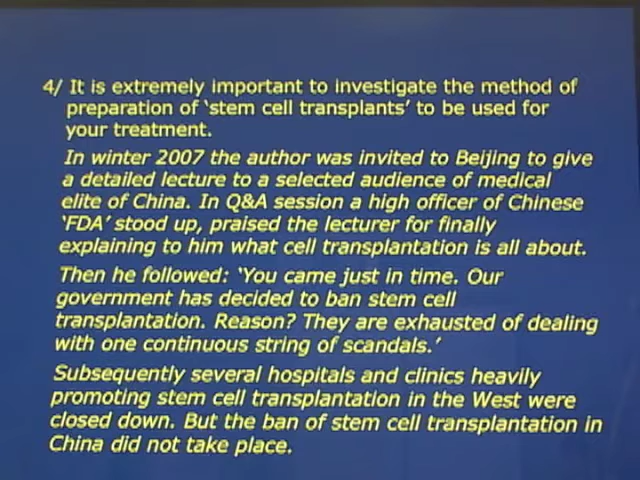 4/ It is extremely important to investigate the method of
preparation of ‘stem cell transplants’ to be used for
your treatment.
In winter 2007 the author was invited to Beijing to give
a detailed lecture to a selected audience of medical
elite of China. In Q&A session a high officer of Chinese
‘FDA’ stood up, praised the lecturer for finally
explaining to him what cell transplantation is all about.
Then he followed: ‘You came just in time. Our
government has decided to ban stem cell
transplantation. Reason? They are exhausted of dealing
with one continuous string of scandals.’
Subsequently several hospitals and clinics heavily
promoting stem cell transplantation in the West were
closed down. But the ban of stem cell transplantation in
China did not take place.